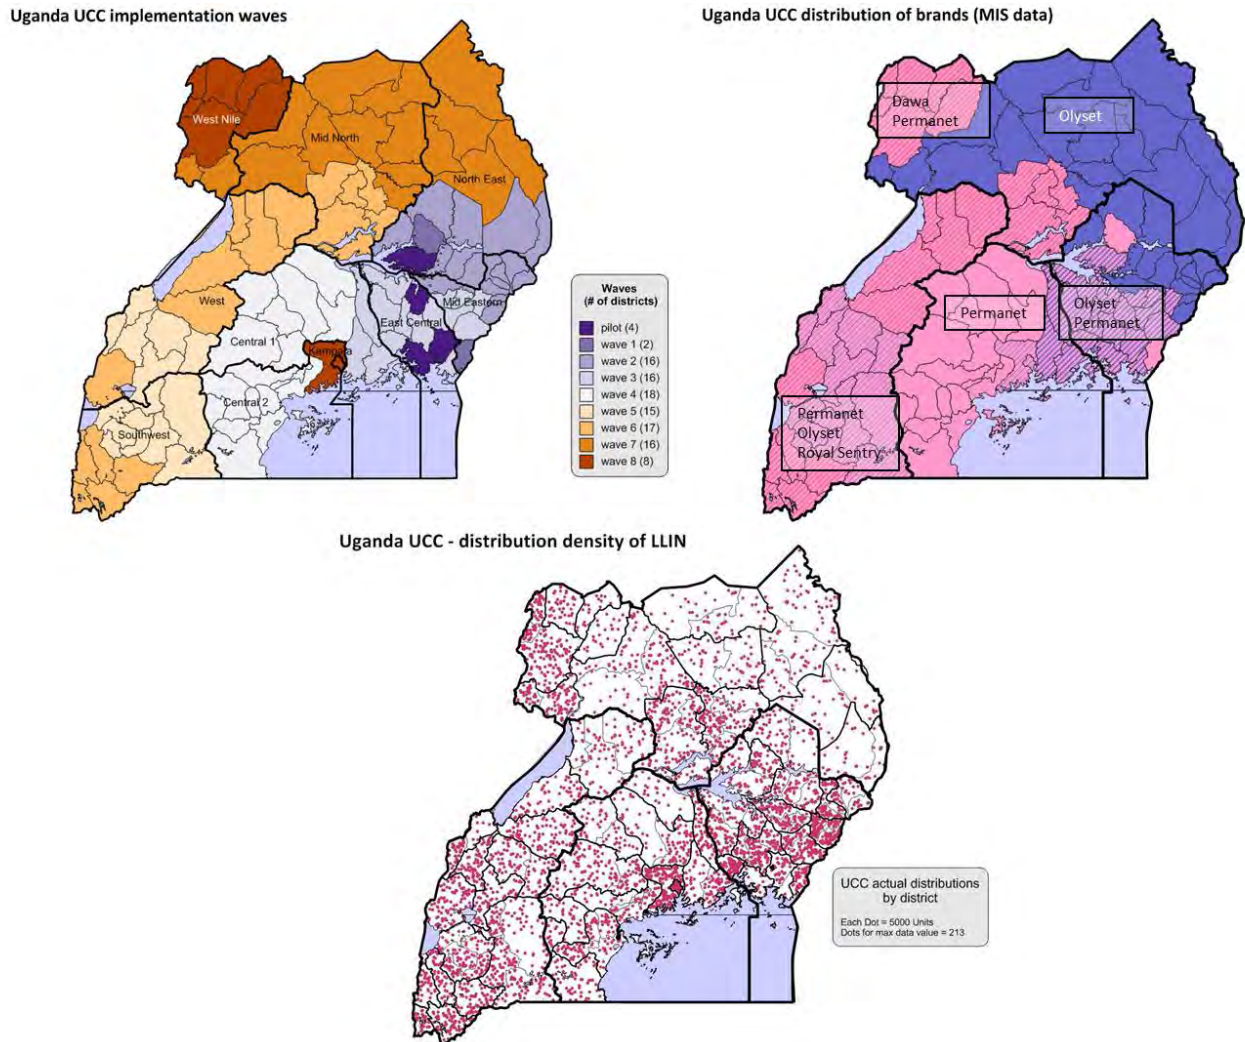 Uganda UCC implementation waves
West Nile
Mid North
North East
West
Central 1
Kampala
East Central
Mid Eastern
Central 2
Southwest
Waves
(# of districts)
pilot (4)
wave 1 (2)
wave 2 (16)
wave 3 (16)
wave 4 (18)
wave 5 (15)
wave 6 (17)
wave 7 (16)
wave 8 (8)
Uganda UCC distribution of brands (MIS data)
Dawa
Permanet
Olyset
Permanet
Olyset
Permanet
Permanet
Olyset
Royal Sentry
Uganda UCC - distribution density of LLIN
UCC actual distributions
by district
Each Dot = 5000 Units
Dots for max data value = 213